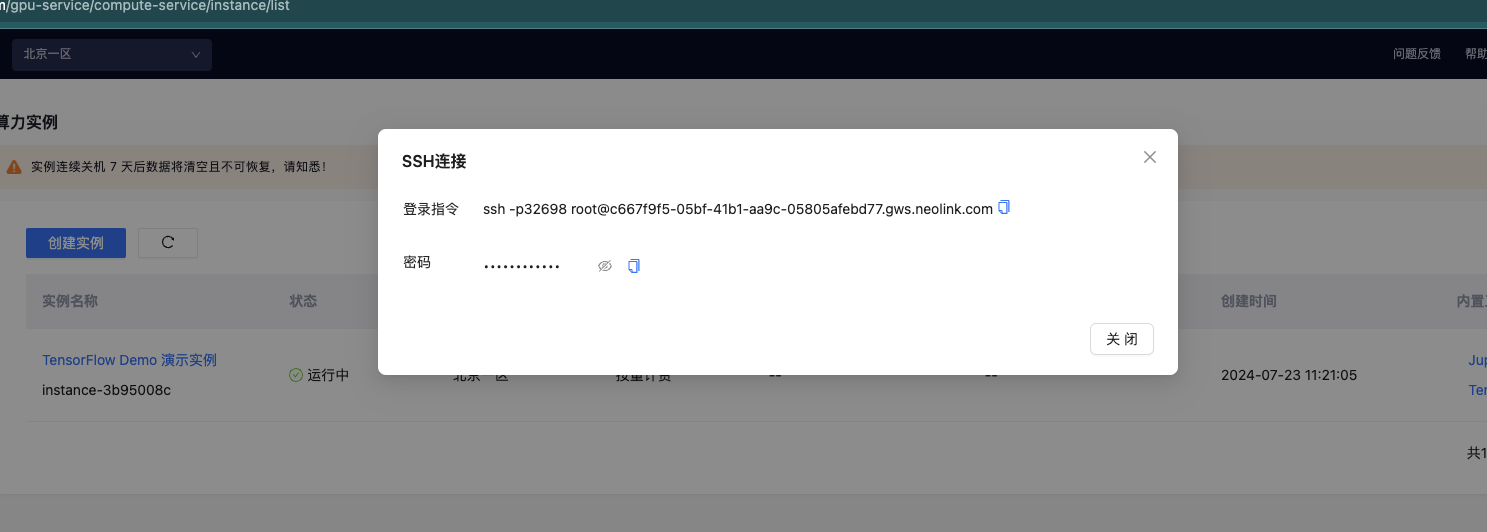 m/gpu-service/compute-service/instance/list
北京一区
问题反馈 帮助
算力实例
实例连续关机 7 天后数据将清空且不可恢复，请知悉！
SSH连接
登录指令 ssh -p32698 root@c667f9f5-05bf-41b1-aa9c-05805afebd77.gws.neolink.com
密码 ••••••••••••
关 闭
创建实例
实例名称 状态 创建时间 内置工
TensorFlow Demo 演示实例
instance-3b95008c
运行中 北京一区 按量计费 -- -- 2024-07-23 11:21:05
Jup
Ten
共1